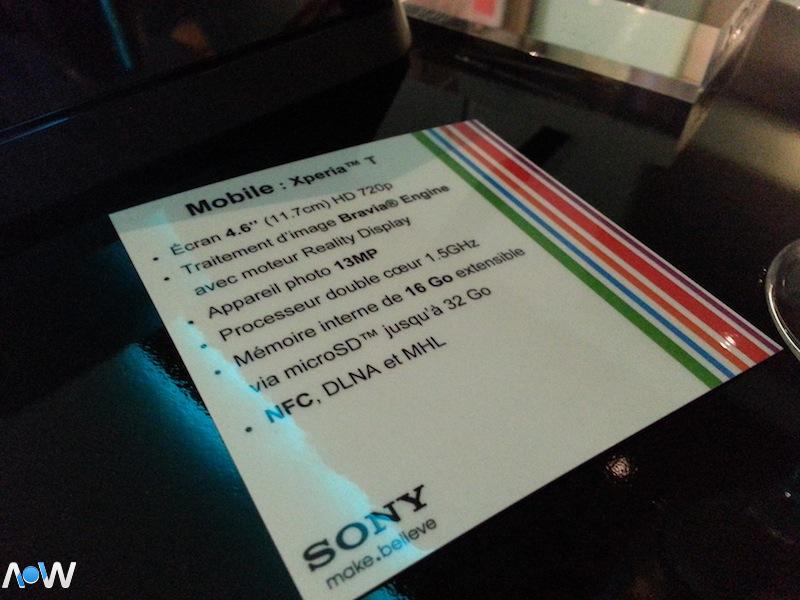 Mobile : Xperia™ T
• Écran 4.6" (11.7cm) HD 720p
• Traitement d'image Bravia® Engine
avec moteur Reality Display
• Appareil photo 13MP
• Processeur double cœur 1.5GHz
• Mémoire interne de 16 Go extensible
via microSD™ jusqu'à 32 Go
• NFC, DLNA et MHL
SONY
make.believe
AOW